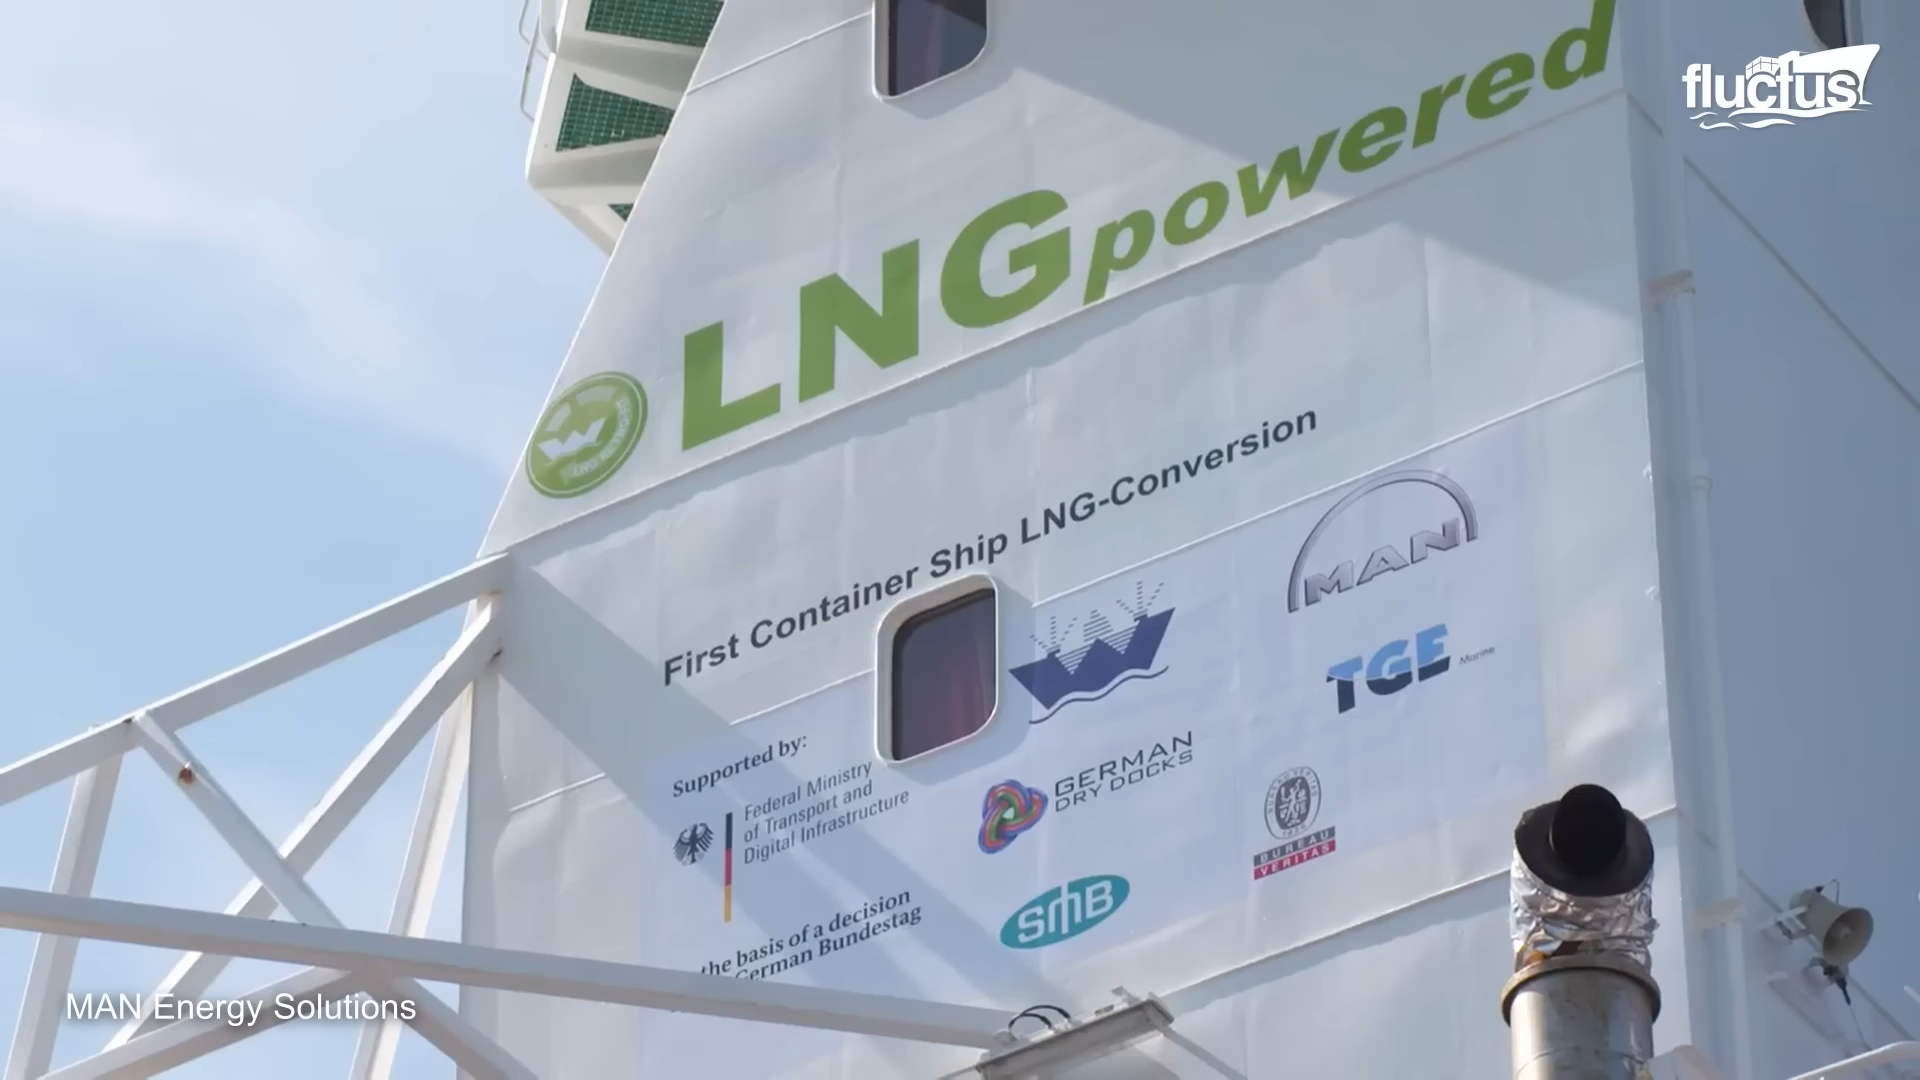 fluctus
LNGpowered
First Container Ship LNG-Conversion
MAN
TGE Marine
Supported by:
Federal Ministry
of Transport and
Digital Infrastructure
GERMAN
DRY DOCKS
BUREAU
VERITAS
SMB
the basis of a decision
German Bundestag
MAN Energy Solutions